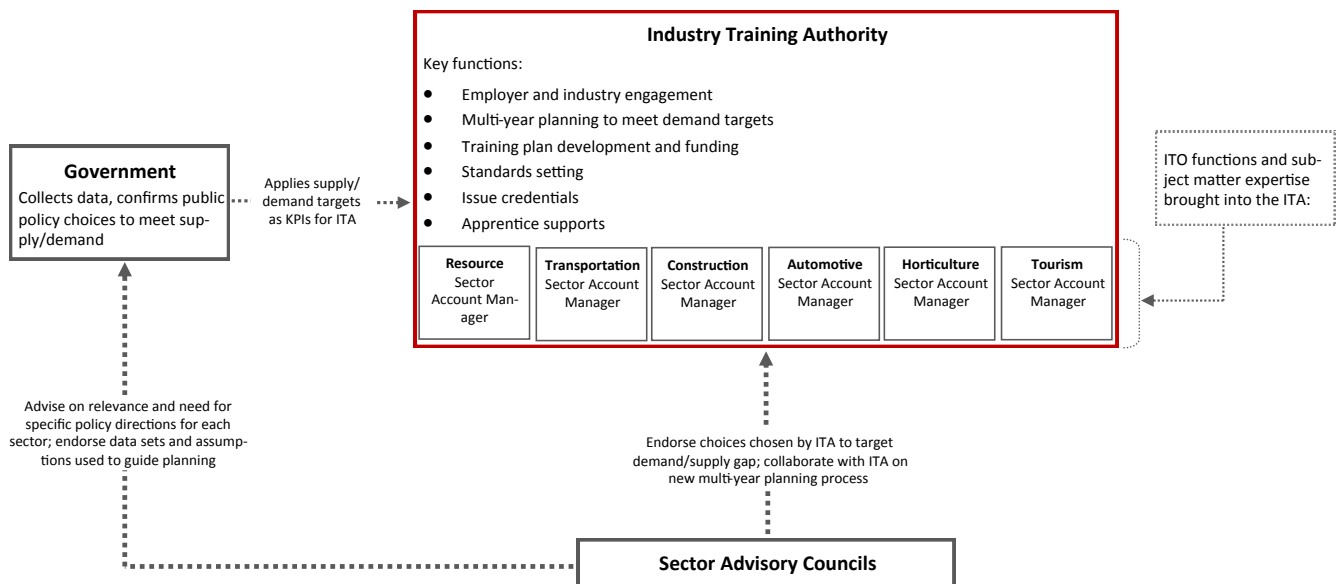 Industry Training Authority
Key functions:
● Employer and industry engagement
● Multi-year planning to meet demand targets
● Training plan development and funding
● Standards setting
● Issue credentials
● Apprentice supports
Government
Collects data, confirms public
policy choices to meet sup-
ply/demand
Applies supply/
demand targets
as KPIs for ITA
ITO functions and sub-
ject matter expertise
brought into the ITA:
Resource
Sector
Account Man-
ager
Transportation
Sector Account
Manager
Construction
Sector Account
Manager
Automotive
Sector Account
Manager
Horticulture
Sector Account
Manager
Tourism
Sector Account
Manager
Advise on relevance and need for
specific policy directions for each
sector; endorse data sets and assump-
tions used to guide planning
Endorse choices chosen by ITA to target
demand/supply gap; collaborate with ITA on
new multi-year planning process
Sector Advisory Councils